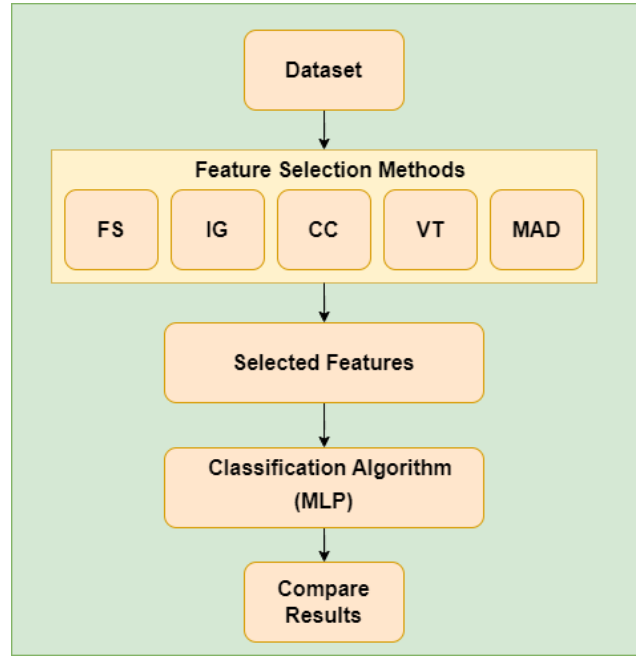 Dataset
Feature Selection Methods
FS IG CC VT MAD
Selected Features
Classification Algorithm
(MLP)
Compare
Results